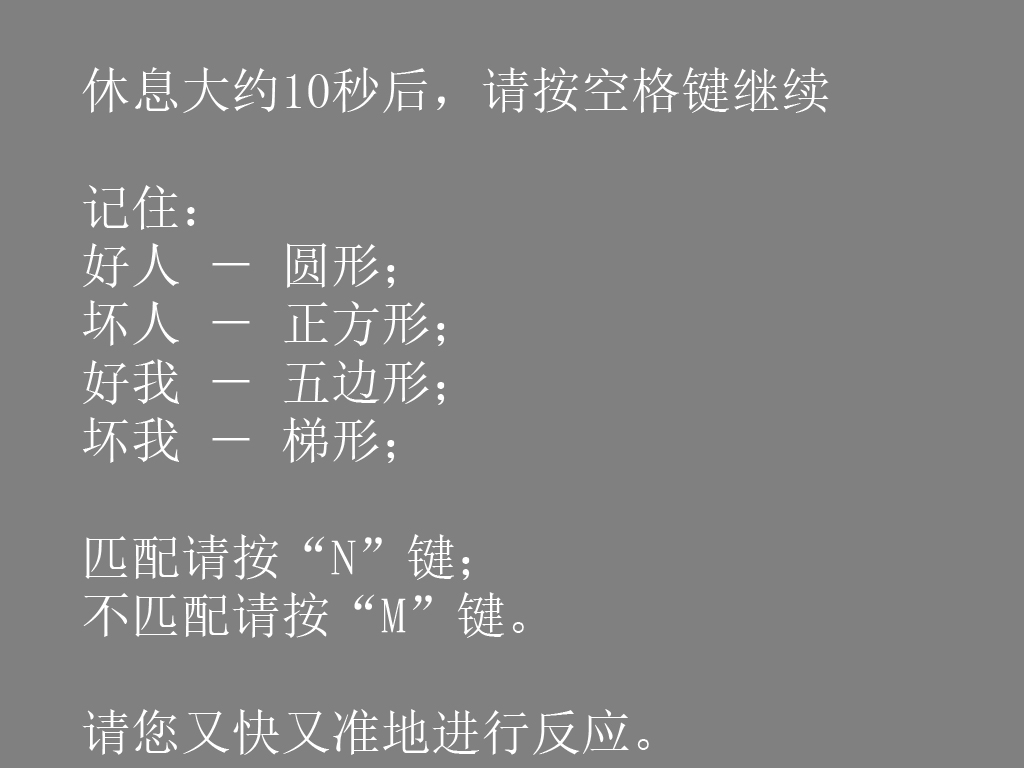 休息大约10秒后，请按空格键继续
记住：
好人 － 圆形；
坏人 － 正方形；
好我 － 五边形；
坏我 － 梯形；
匹配请按“N”键；
不匹配请按“M”键。
请您又快又准地进行反应。